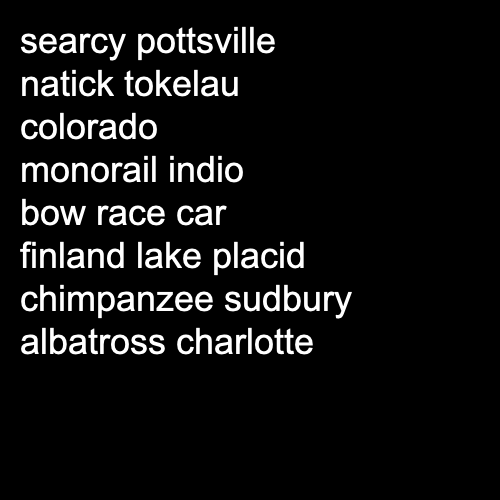 searcy pottsville
natick tokelau
colorado
monorail indio
bow race car
finland lake placid
chimpanzee sudbury
albatross charlotte